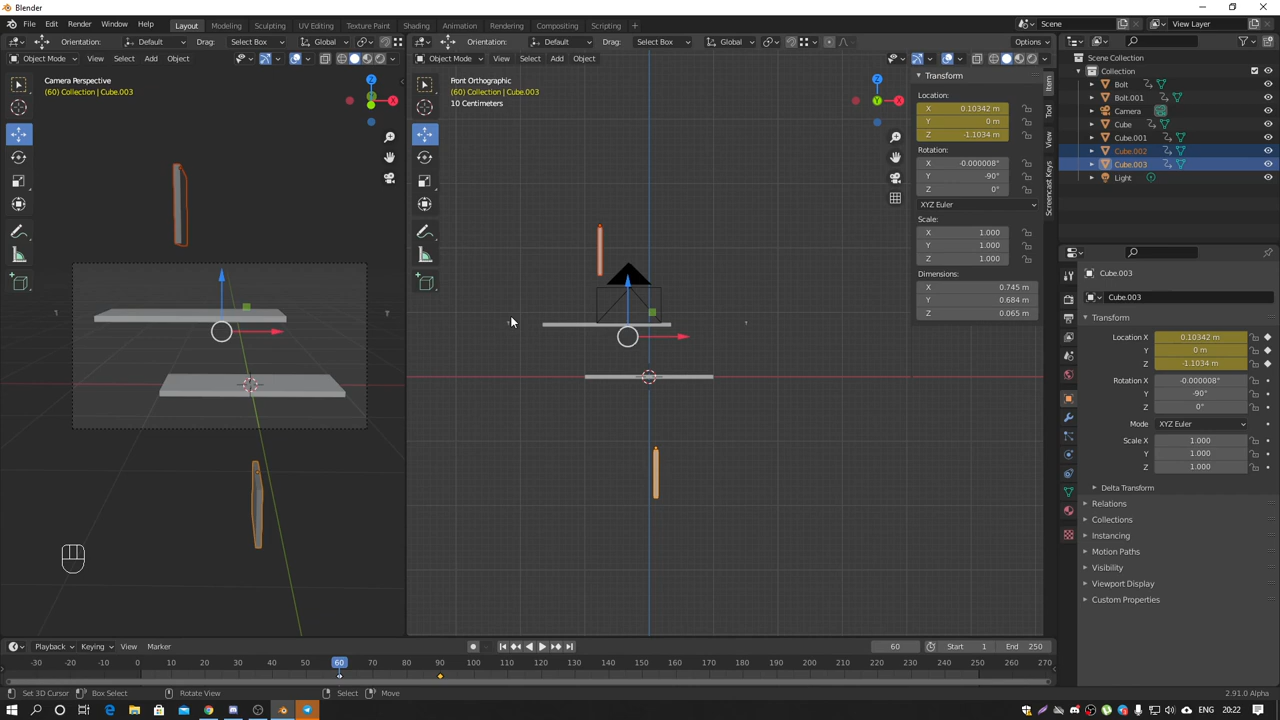 Blender
File Edit Render Window Help Layout Modeling Sculpting UV Editing Texture Paint Shading Animation Rendering Compositing Scripting Scene View Layer
Orientation: Default Drag: Select Box Global
Orientation: Default Drag: Select Box Global Options
Object Mode View Select Add Object
Object Mode View Select Add Object
Camera Perspective
(60) Collection | Cube.003
Front Orthographic
(60) Collection | Cube.003
10 Centimeters
Transform
Location:
X 0.10342 m
Y 0 m
Z -1.1034 m
Rotation:
X -0.000008°
Y -90°
Z 0°
XYZ Euler
Scale:
X 1.000
Y 1.000
Z 1.000
Dimensions:
X 0.745 m
Y 0.684 m
Z 0.065 m
Item
Tool
View
Screencast Keys
Scene Collection
Collection
Bolt
Bolt.001
Camera
Cube
Cube.001
Cube.002
Cube.003
Light
Cube.003
Cube.003
Transform
Location X 0.10342 m
Y 0 m
Z -1.1034 m
Rotation X -0.000008°
Y -90°
Z 0°
Mode XYZ Euler
Scale X 1.000
Y 1.000
Z 1.000
Delta Transform
Relations
Collections
Instancing
Motion Paths
Visibility
Viewport Display
Custom Properties
Playback Keying View Marker 60 Start 1 End 250
-30 -20 -10 0 10 20 30 40 50 60 70 80 90 100 110 120 130 140 150 160 170 180 190 200 210 220 230 240 250 260 270
Set 3D Cursor Box Select Rotate View Select Move 2.91.0 Alpha
ENG 20:22